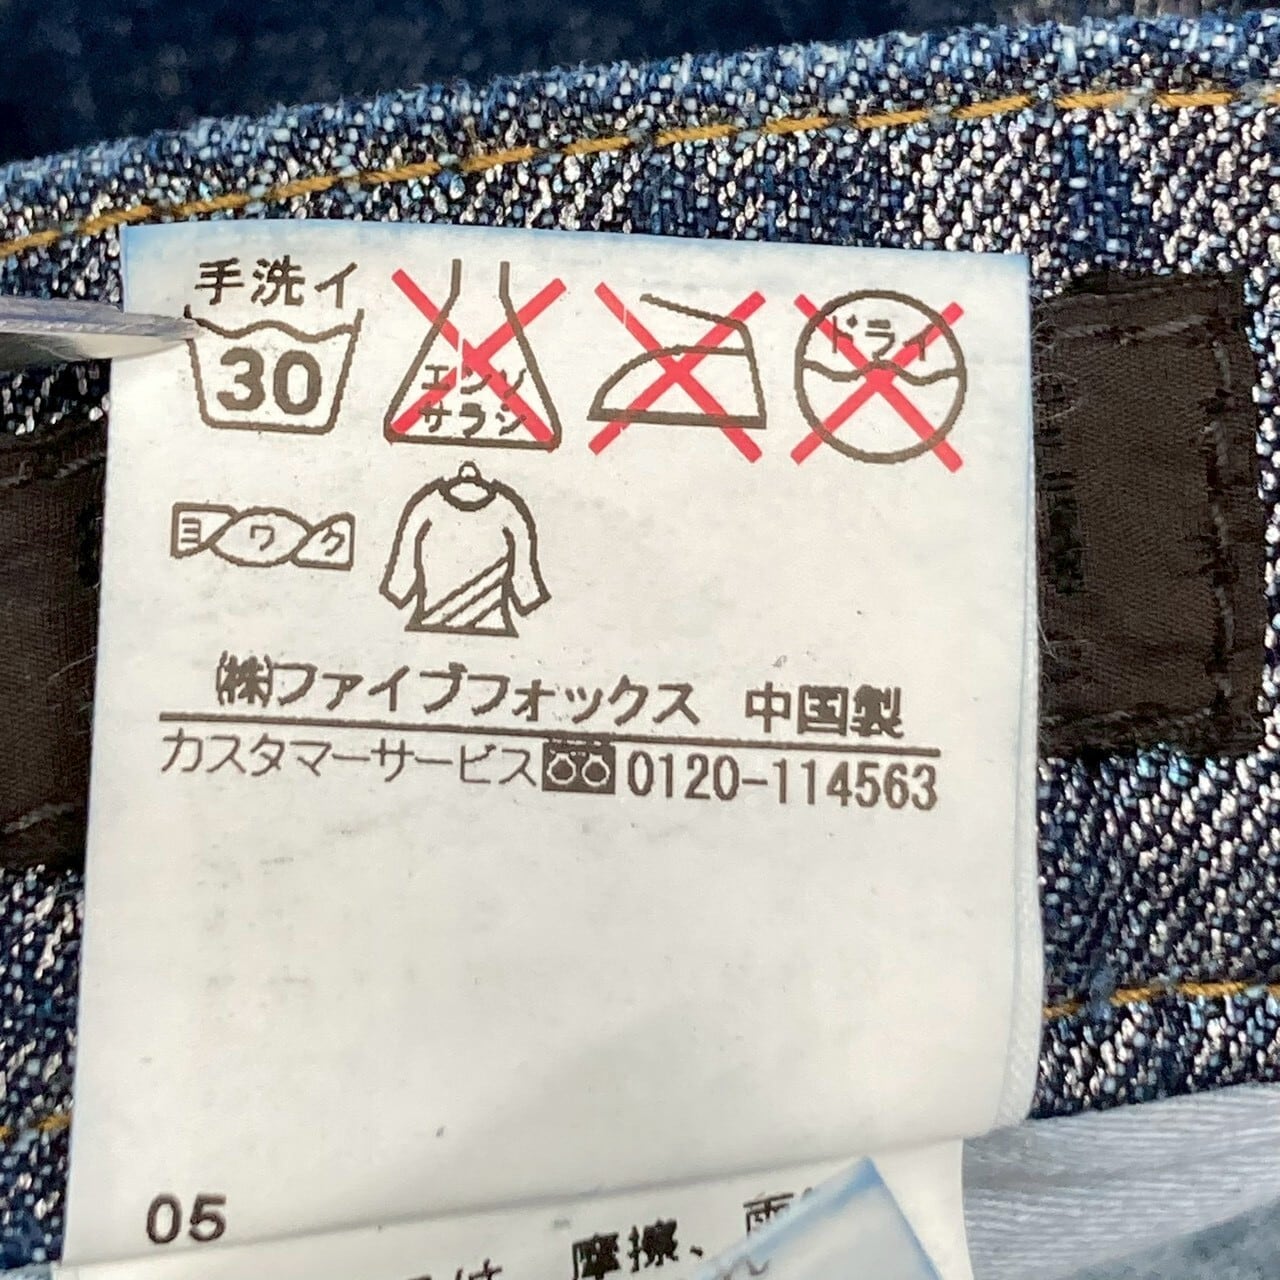 手洗イ
30
エンソ
サラシ
ドライ
ヨワク
(株)ファイブフォックス 中国製
カスタマーサービス 0120-114563
05
摩擦、